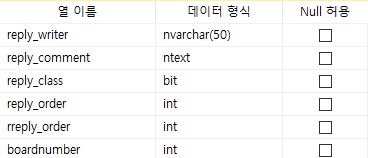 열 이름 데이터 형식 Null 허용
reply_writer nvarchar(50)
reply_comment ntext
reply_class bit
reply_order int
rreply_order int
boardnumber int